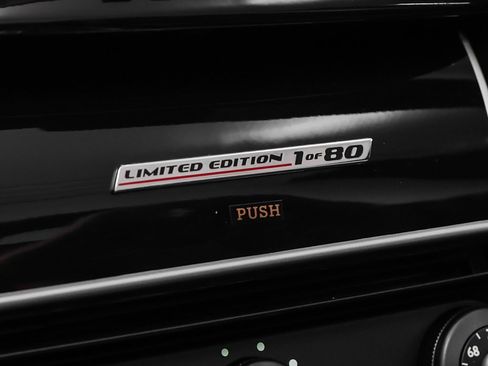 LIMITED EDITION 1 OF 80
PUSH
68